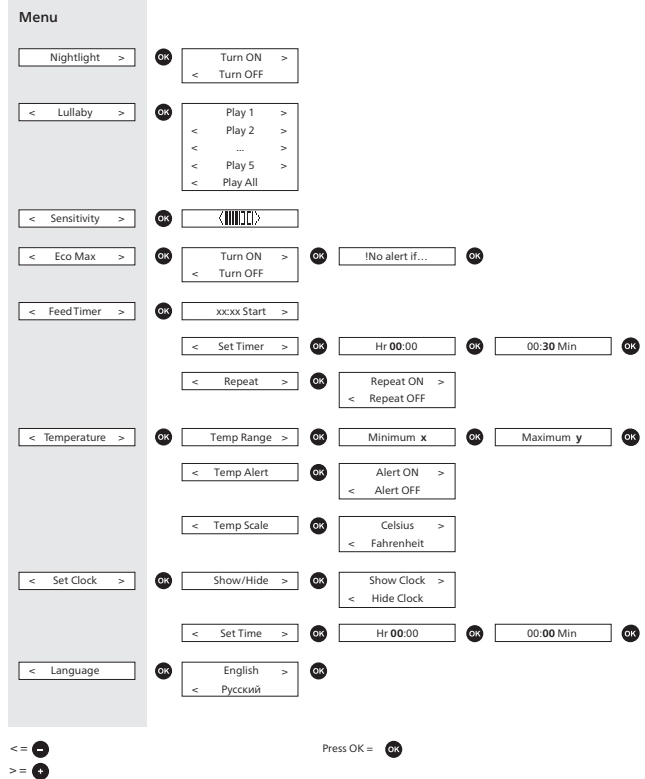 Menu
Nightlight >
OK
Turn ON >
< Turn OFF
< Lullaby >
OK
Play 1 >
< Play 2 >
< ... >
< Play 5 >
< Play All
< Sensitivity >
OK
< Eco Max >
OK
Turn ON >
< Turn OFF
OK
!No alert if...
OK
< Feed Timer >
OK
xx:xx Start >
< Set Timer >
OK
Hr 00:00
OK
00:30 Min
OK
< Repeat >
OK
Repeat ON >
< Repeat OFF
< Temperature >
OK
Temp Range >
OK
Minimum x
OK
Maximum y
OK
< Temp Alert
OK
Alert ON >
< Alert OFF
< Temp Scale
OK
Celsius >
< Fahrenheit
< Set Clock >
OK
Show/Hide >
OK
Show Clock >
< Hide Clock
< Set Time >
OK
Hr 00:00
OK
00:00 Min
OK
< Language
OK
English >
< Русский
OK
< = -
Press OK = OK
> = +